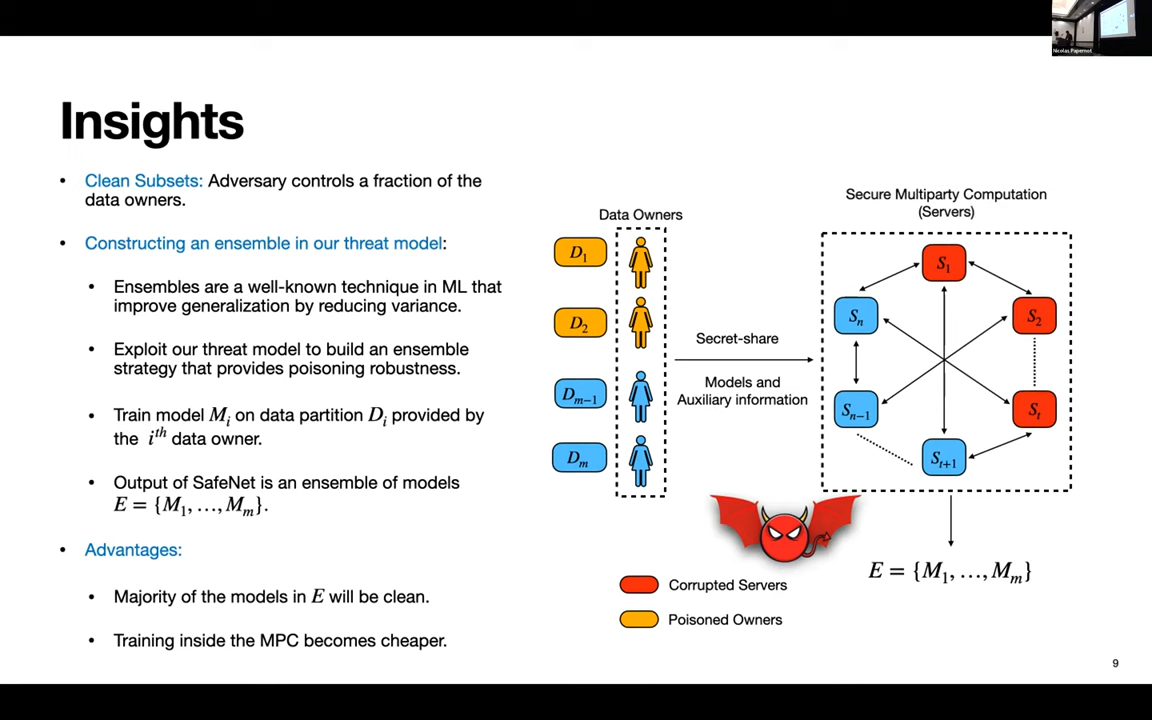 Nicolas Papernot
Insights
• Clean Subsets: Adversary controls a fraction of the
data owners.
• Constructing an ensemble in our threat model:
• Ensembles are a well-known technique in ML that
improve generalization by reducing variance.
• Exploit our threat model to build an ensemble
strategy that provides poisoning robustness.
• Train model M_i on data partition D_i provided by
the i^th data owner.
• Output of SafeNet is an ensemble of models
E = {M_1, …, M_m}.
• Advantages:
• Majority of the models in E will be clean.
• Training inside the MPC becomes cheaper.
Data Owners
D_1
D_2
D_m−1
D_m
Secret-share
Models and
Auxiliary information
Secure Multiparty Computation
(Servers)
S_1
S_n
S_2
S_n−1
S_t
S_t+1
E = {M_1, …, M_m}
Corrupted Servers
Poisoned Owners
9